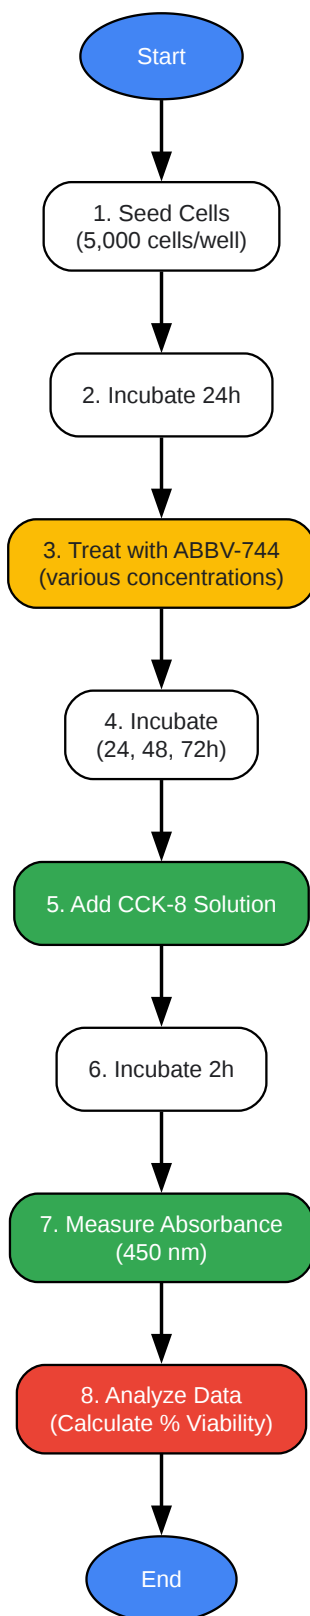 Start
1. Seed Cells
(5,000 cells/well)
2. Incubate 24h
3. Treat with ABBV-744
(various concentrations)
4. Incubate
(24, 48, 72h)
5. Add CCK-8 Solution
6. Incubate 2h
7. Measure Absorbance
(450 nm)
8. Analyze Data
(Calculate % Viability)
End